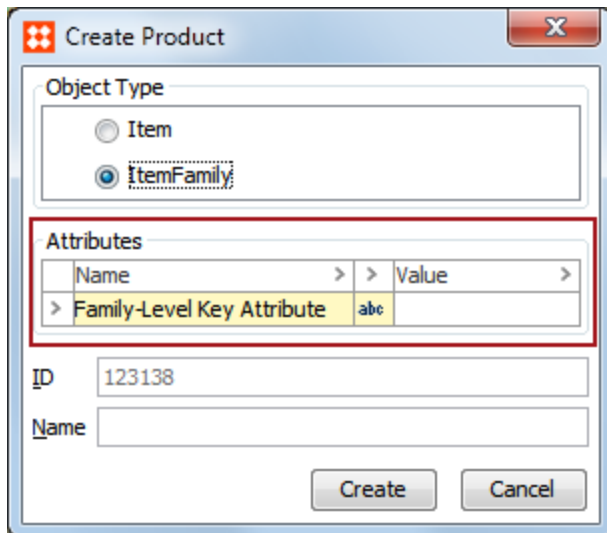 Create Product
Object Type
Item
ItemFamily
Attributes
Name > > Value >
> Family-Level Key Attribute abc
ID 123138
Name
Create Cancel